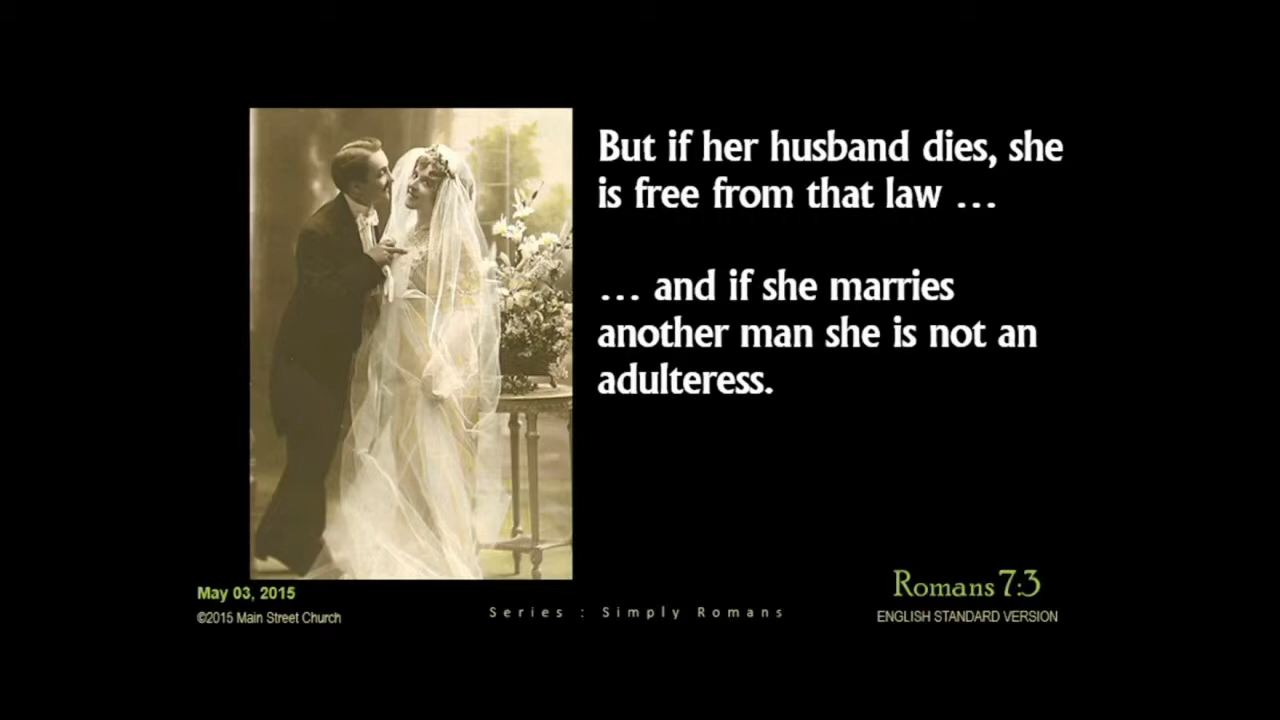 But if her husband dies, she
is free from that law …
… and if she marries
another man she is not an
adulteress.
May 03, 2015
©2015 Main Street Church
Series : Simply Romans
Romans 7:3
ENGLISH STANDARD VERSION